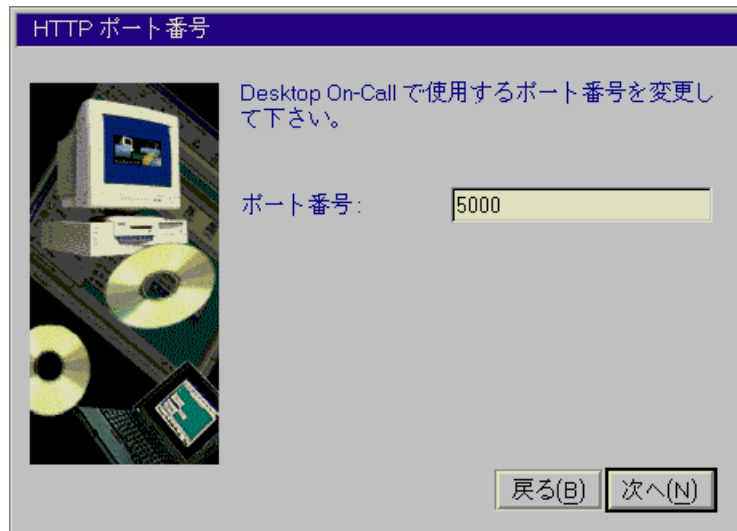 HTTP ポート番号
Desktop On-Call で使用するポート番号を変更し
て下さい。
ポート番号: 5000
戻る(B) 次へ(N)